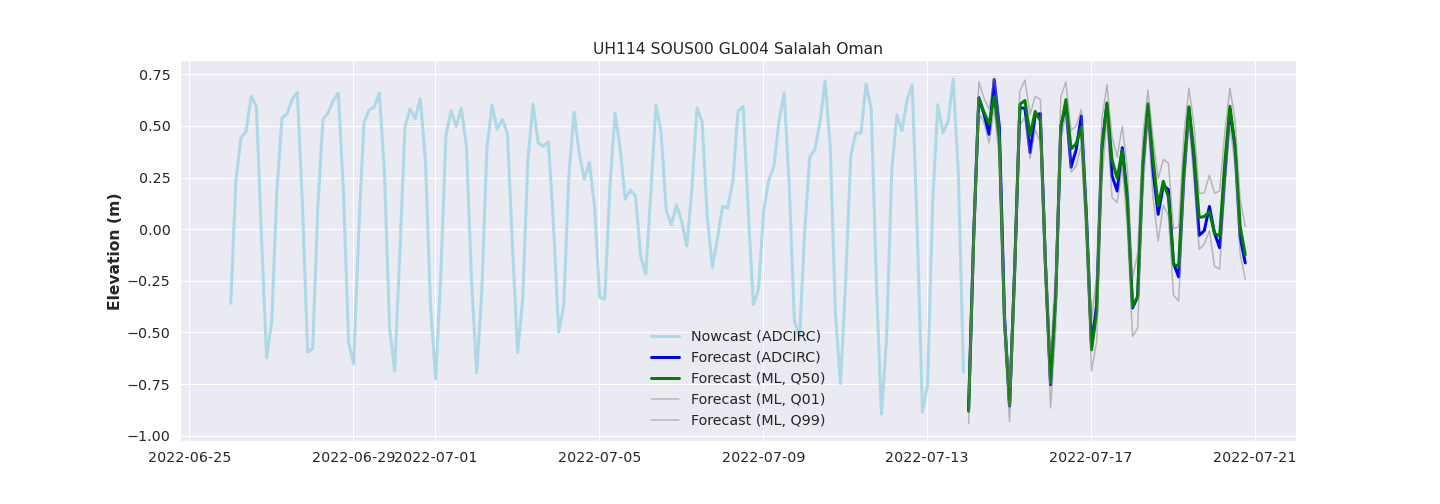 UH114 SOUS00 GL004 Salalah Oman
Elevation (m)
0.75
0.50
0.25
0.00
−0.25
−0.50
−0.75
−1.00
Nowcast (ADCIRC)
Forecast (ADCIRC)
Forecast (ML, Q50)
Forecast (ML, Q01)
Forecast (ML, Q99)
2022-06-25 2022-06-29 2022-07-01 2022-07-05 2022-07-09 2022-07-13 2022-07-17 2022-07-21